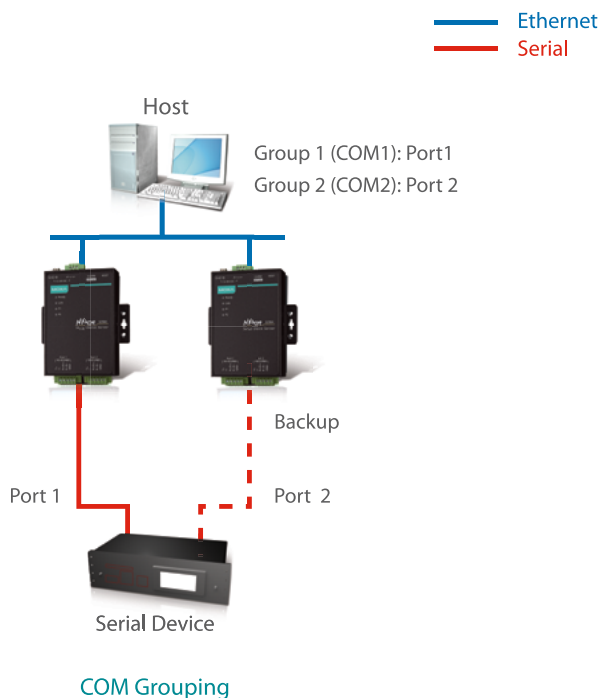 Ethernet
Serial
Host
Group 1 (COM1): Port1
Group 2 (COM2): Port 2
Backup
Port 1
Port 2
Serial Device
COM Grouping